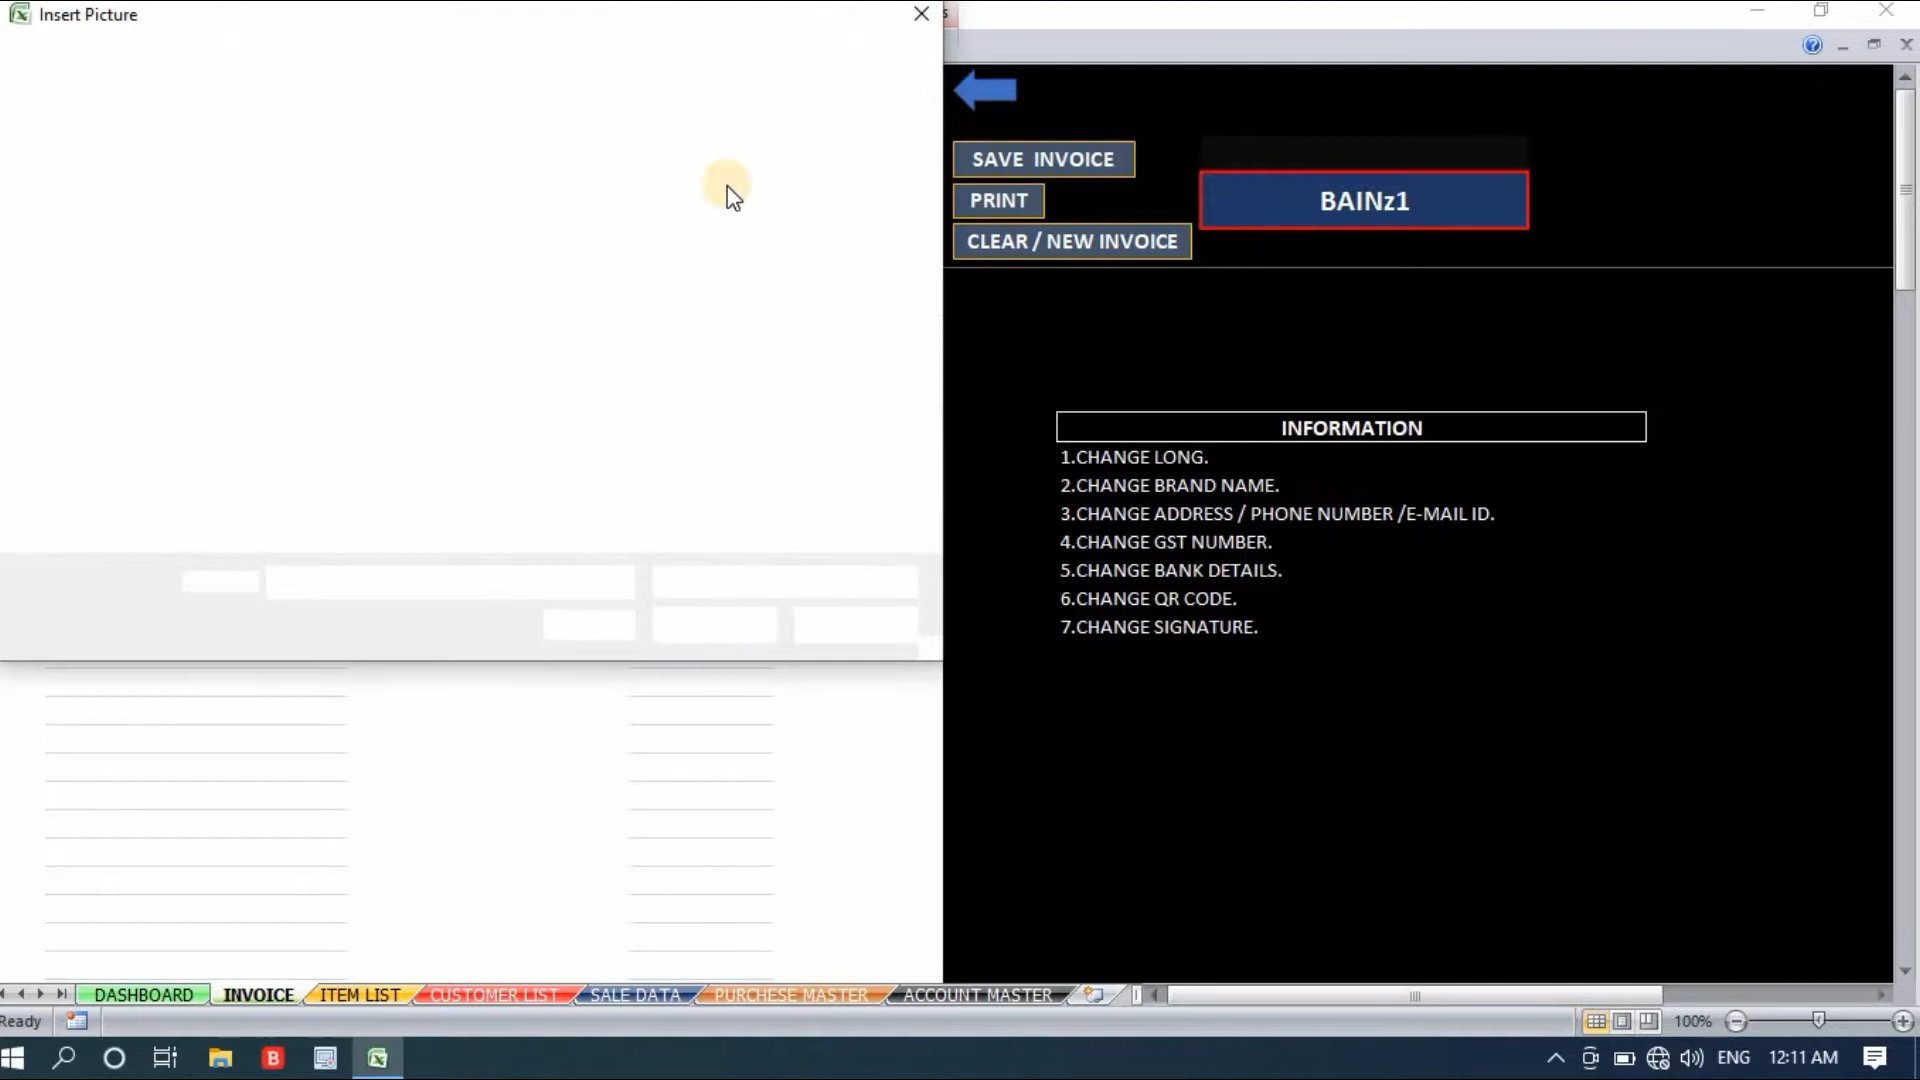 Insert Picture
s
SAVE INVOICE
PRINT
BAINz1
CLEAR / NEW INVOICE
INFORMATION
1.CHANGE LONG.
2.CHANGE BRAND NAME.
3.CHANGE ADDRESS / PHONE NUMBER /E-MAIL ID.
4.CHANGE GST NUMBER.
5.CHANGE BANK DETAILS.
6.CHANGE QR CODE.
7.CHANGE SIGNATURE.
DASHBOARD INVOICE ITEM LIST CUSTOMER LIST SALE DATA PURCHESE MASTER ACCOUNT MASTER
Ready 100%
B ENG 12:11 AM